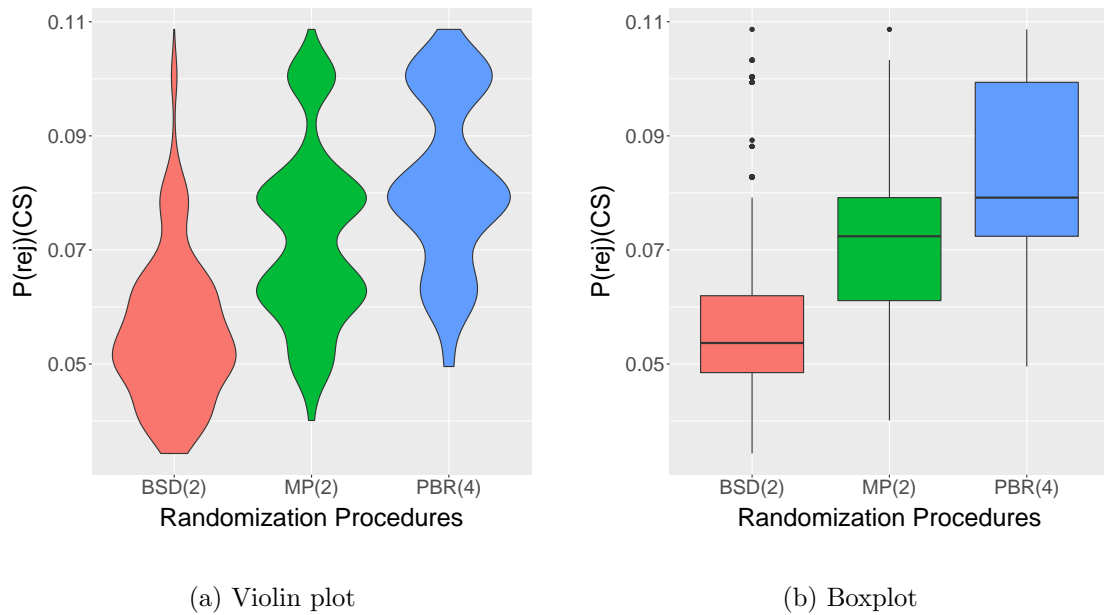 0.11
0.09
0.07
0.05
P(rej)(CS)
BSD(2) MP(2) PBR(4)
Randomization Procedures
(a) Violin plot
0.11
0.09
0.07
0.05
P(rej)(CS)
BSD(2) MP(2) PBR(4)
Randomization Procedures
(b) Boxplot